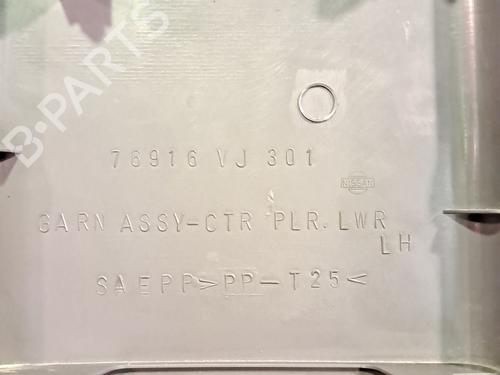 B-PARTS
76916 VJ 301
NISSAN
GARN ASSY-CTR PLR. LWR
LH
SAEPP>PP-T25<